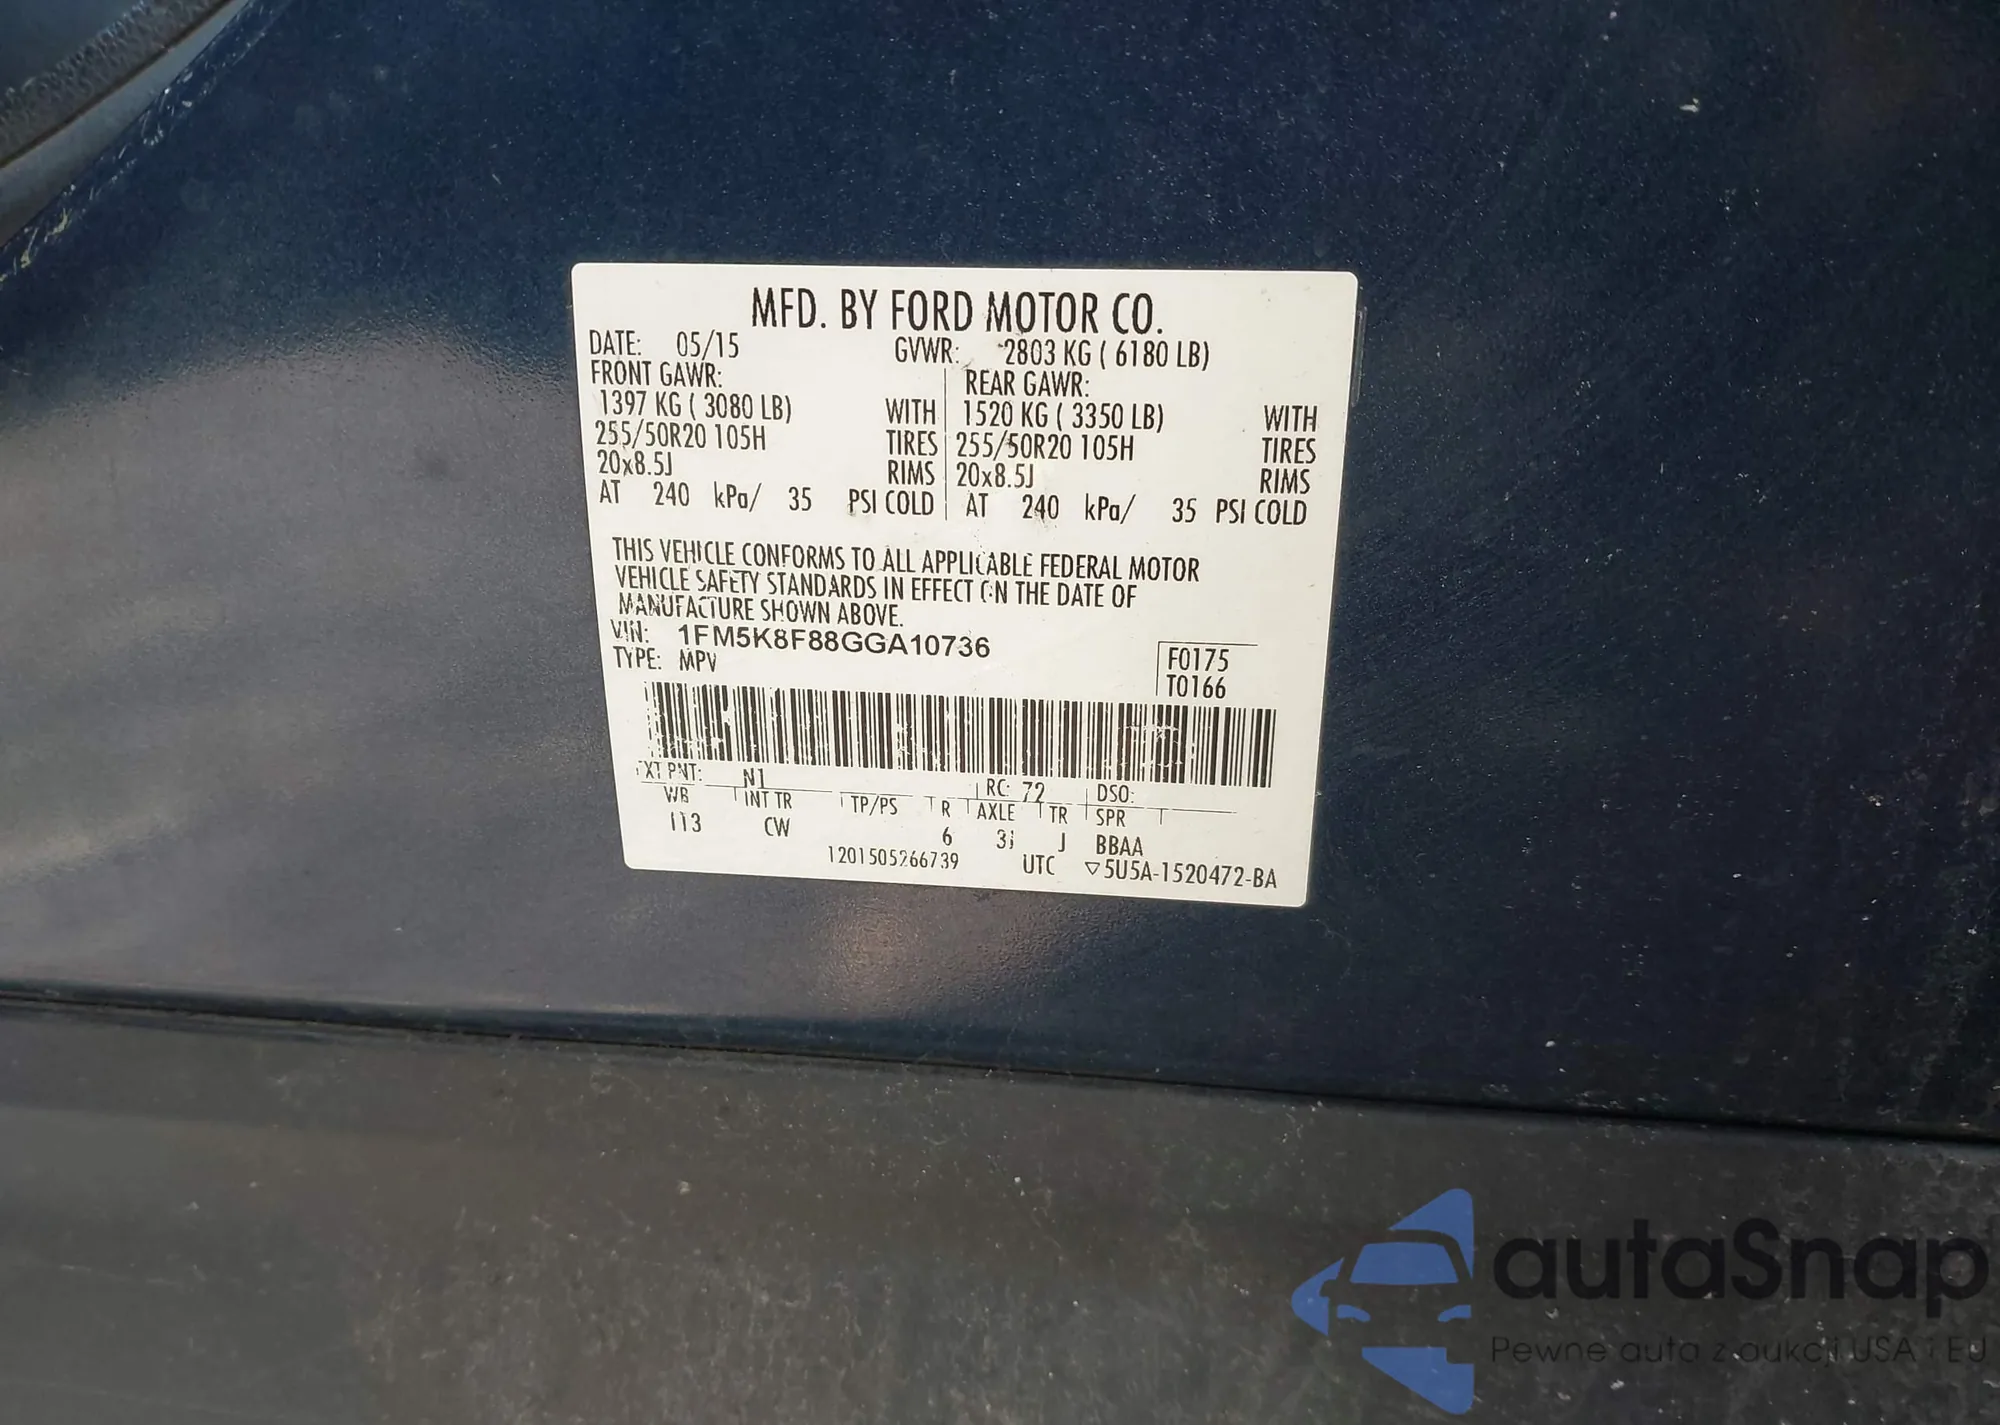 MFD. BY FORD MOTOR CO.
DATE: 05/15 GVWR: 2803 KG ( 6180 LB)
FRONT GAWR: REAR GAWR:
1397 KG ( 3080 LB) WITH 1520 KG ( 3350 LB) WITH
255/50R20 105H TIRES 255/50R20 105H TIRES
20x8.5J RIMS 20x8.5J RIMS
AT 240 kPa/ 35 PSI COLD AT 240 kPa/ 35 PSI COLD
THIS VEHICLE CONFORMS TO ALL APPLICABLE FEDERAL MOTOR
VEHICLE SAFETY STANDARDS IN EFFECT ON THE DATE OF
MANUFACTURE SHOWN ABOVE.
VIN: 1FM5K8F88GGA10736
TYPE: MPV
F0175
T0166
EXT PNT: N1 RC: 72 DSO:
WB INT TR TP/PS R AXLE TR SPR
113 CW 6 J BBAA
1201505266739 UTC ▽5U5A-1520472-BA
autaSnap
Pewne auta z aukcji USA i EU